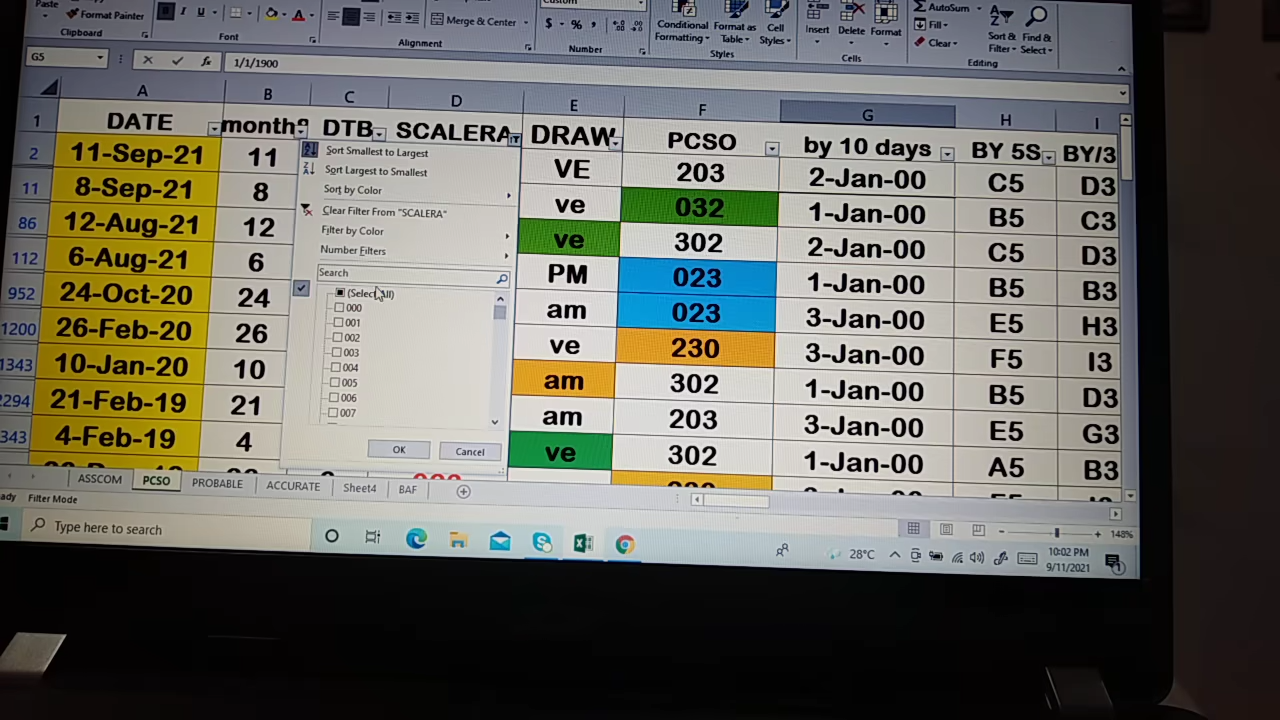 Paste Format Painter B I U A Merge & Center Custom $ % , Conditional Formatting Format as Table Cell Styles Insert Delete Format AutoSum Fill Clear Sort & Filter Find & Select
Clipboard Font Alignment Number Styles Cells Editing
G5 fx 1/1/1900
A B C D E F G H I
1 DATE months DTB SCALERA DRAW PCSO by 10 days BY 5S BY/3
2 11-Sep-21 11 VE 203 2-Jan-00 C5 D3
11 8-Sep-21 8 ve 032 1-Jan-00 B5 C3
86 12-Aug-21 12 ve 302 2-Jan-00 C5 D3
112 6-Aug-21 6 PM 023 1-Jan-00 B5 B3
952 24-Oct-20 24 am 023 3-Jan-00 E5 H3
1200 26-Feb-20 26 ve 230 3-Jan-00 F5 I3
1343 10-Jan-20 10 am 302 1-Jan-00 B5 D3
2294 21-Feb-19 21 am 203 3-Jan-00 E5 G3
343 4-Feb-19 4 ve 302 1-Jan-00 A5 B3
Sort Smallest to Largest
Sort Largest to Smallest
Sort by Color
Clear Filter From "SCALERA"
Filter by Color
Number Filters
Search
(Select All)
000
001
002
003
004
005
006
007
OK Cancel
ASSCOM PCSO PROBABLE ACCURATE Sheet4 BAF
ady Filter Mode 148%
Type here to search 28°C 10:02 PM
9/11/2021